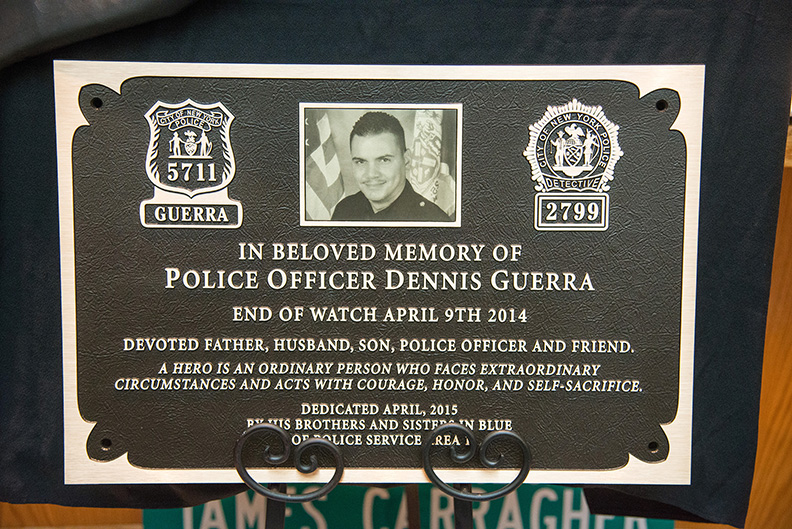 CITY OF NEW YORK
POLICE
5711
GUERRA
CITY OF NEW YORK POLICE
DETECTIVE
2799
IN BELOVED MEMORY OF
POLICE OFFICER DENNIS GUERRA
END OF WATCH APRIL 9TH 2014
DEVOTED FATHER, HUSBAND, SON, POLICE OFFICER AND FRIEND.
A HERO IS AN ORDINARY PERSON WHO FACES EXTRAORDINARY
CIRCUMSTANCES AND ACTS WITH COURAGE, HONOR, AND SELF-SACRIFICE.
DEDICATED APRIL, 2015
BY HIS BROTHERS AND SISTERS IN BLUE
OF POLICE SERVICE AREA
JAMES CARRAGHER